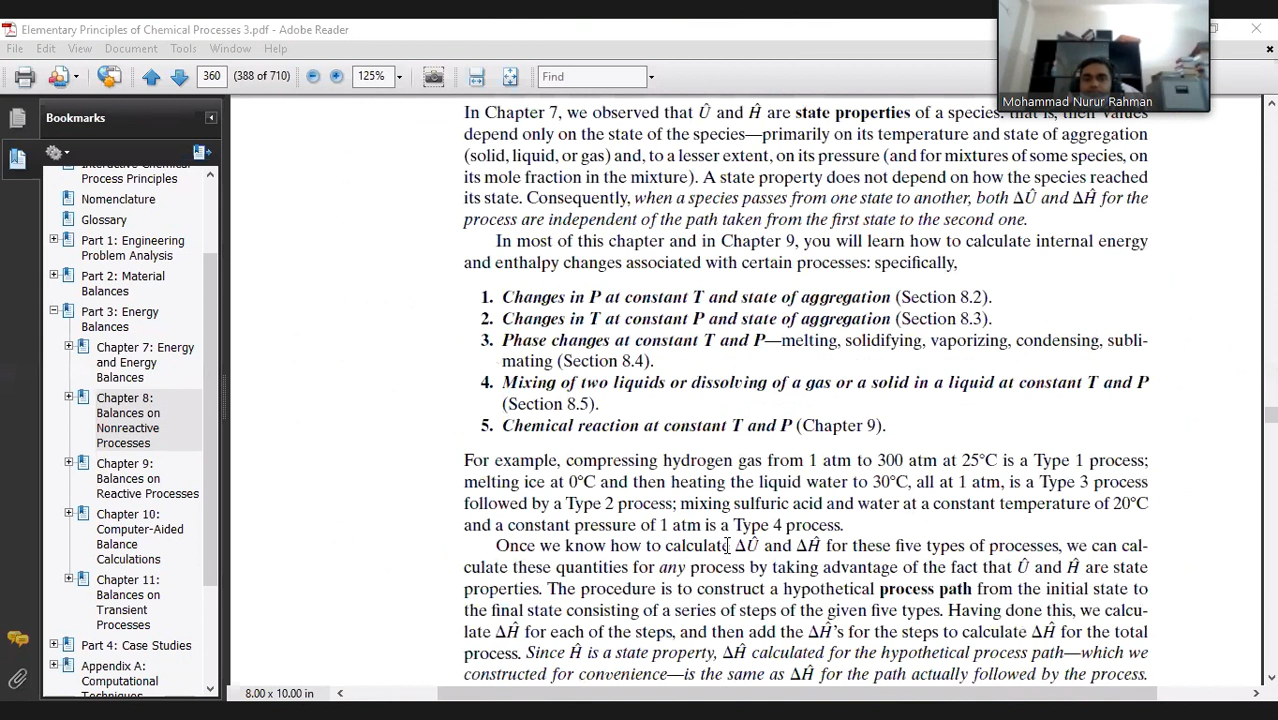 Elementary Principles of Chemical Processes 3.pdf - Adobe Reader
File Edit View Document Tools Window Help
360 (388 of 710) 125% Find
Mohammad Nurur Rahman
Bookmarks
Process Principles
Nomenclature
Glossary
Part 1: Engineering
Problem Analysis
Part 2: Material
Balances
Part 3: Energy
Balances
Chapter 7: Energy
and Energy
Balances
Chapter 8:
Balances on
Nonreactive
Processes
Chapter 9:
Balances on
Reactive Processes
Chapter 10:
Computer-Aided
Balance
Calculations
Chapter 11:
Balances on
Transient
Processes
Part 4: Case Studies
Appendix A:
Computational
Techniques
In Chapter 7, we observed that Û and Ĥ are state properties of a species: that is, their values
depend only on the state of the species—primarily on its temperature and state of aggregation
(solid, liquid, or gas) and, to a lesser extent, on its pressure (and for mixtures of some species, on
its mole fraction in the mixture). A state property does not depend on how the species reached
its state. Consequently, when a species passes from one state to another, both ΔÛ and ΔĤ for the
process are independent of the path taken from the first state to the second one.
In most of this chapter and in Chapter 9, you will learn how to calculate internal energy
and enthalpy changes associated with certain processes: specifically,
1. Changes in P at constant T and state of aggregation (Section 8.2).
2. Changes in T at constant P and state of aggregation (Section 8.3).
3. Phase changes at constant T and P—melting, solidifying, vaporizing, condensing, subli-
mating (Section 8.4).
4. Mixing of two liquids or dissolving of a gas or a solid in a liquid at constant T and P
(Section 8.5).
5. Chemical reaction at constant T and P (Chapter 9).
For example, compressing hydrogen gas from 1 atm to 300 atm at 25°C is a Type 1 process;
melting ice at 0°C and then heating the liquid water to 30°C, all at 1 atm, is a Type 3 process
followed by a Type 2 process; mixing sulfuric acid and water at a constant temperature of 20°C
and a constant pressure of 1 atm is a Type 4 process.
Once we know how to calculate ΔÛ and ΔĤ for these five types of processes, we can cal-
culate these quantities for any process by taking advantage of the fact that Û and Ĥ are state
properties. The procedure is to construct a hypothetical process path from the initial state to
the final state consisting of a series of steps of the given five types. Having done this, we calcu-
late ΔĤ for each of the steps, and then add the ΔĤ's for the steps to calculate ΔĤ for the total
process. Since Ĥ is a state property, ΔĤ calculated for the hypothetical process path—which we
constructed for convenience—is the same as ΔĤ for the path actually followed by the process.
8.00 x 10.00 in